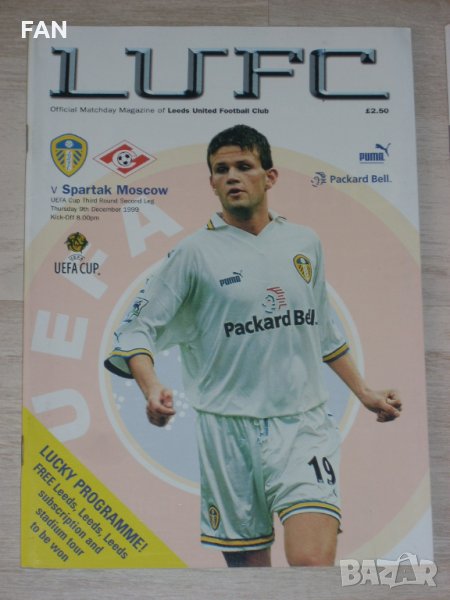 FAN
LUFC
Official Matchday Magazine of Leeds United Football Club
£2.50
v Spartak Moscow
UEFA Cup Third Round Second Leg
Thursday 9th December 1999
Kick-Off 8.00pm
UEFA CUP
PUMA
Packard Bell
UEFA
PUMA
Packard Bell
19
LUCKY PROGRAMME!
FREE Leeds, Leeds, Leeds
subscription and
stadium tour
to be won
BAZAR